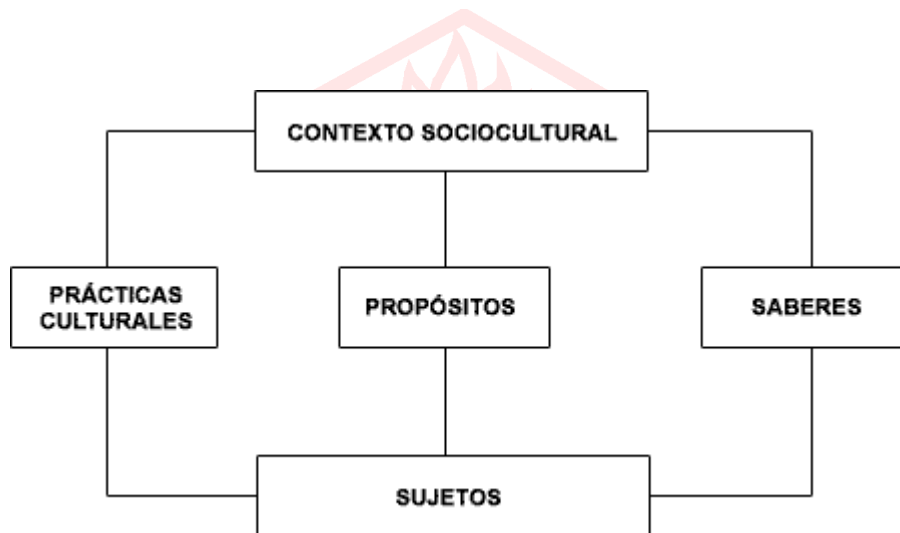 CONTEXTO SOCIOCULTURAL
PRÁCTICAS
CULTURALES
PROPÓSITOS
SABERES
SUJETOS